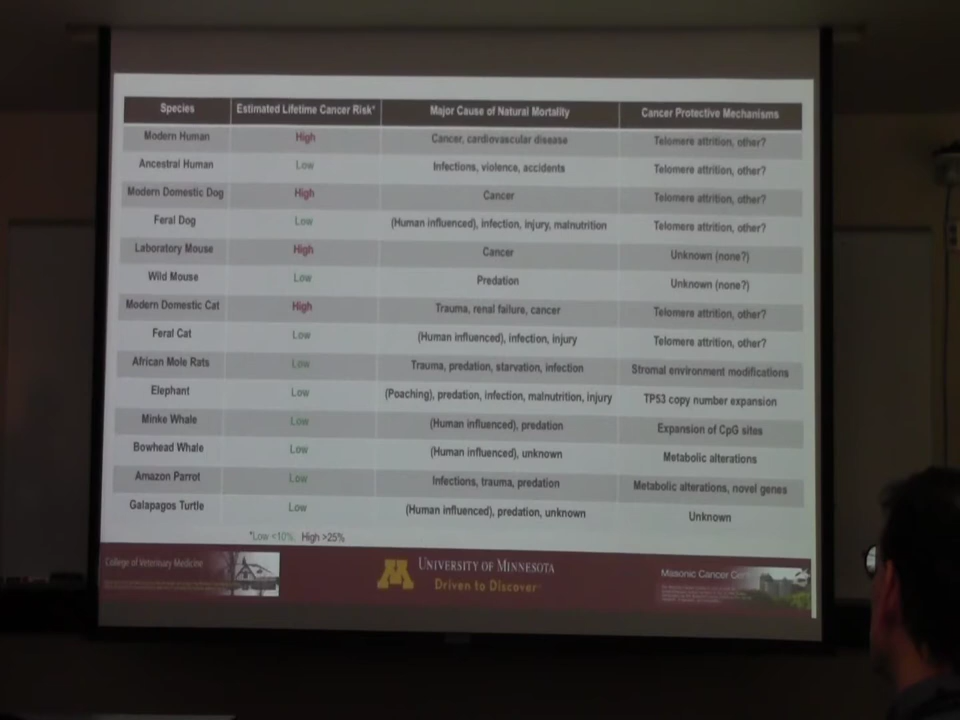 Species Estimated Lifetime Cancer Risk* Major Cause of Natural Mortality Cancer Protective Mechanisms
Modern Human High Cancer, cardiovascular disease Telomere attrition, other?
Ancestral Human Low Infections, violence, accidents Telomere attrition, other?
Modern Domestic Dog High Cancer Telomere attrition, other?
Feral Dog Low (Human influenced), infection, injury, malnutrition Telomere attrition, other?
Laboratory Mouse High Cancer Unknown (none?)
Wild Mouse Low Predation Unknown (none?)
Modern Domestic Cat High Trauma, renal failure, cancer Telomere attrition, other?
Feral Cat Low (Human influenced), infection, injury Telomere attrition, other?
African Mole Rats Low Trauma, predation, starvation, infection Stromal environment modifications
Elephant Low (Poaching), predation, infection, malnutrition, injury TP53 copy number expansion
Minke Whale Low (Human influenced), predation Expansion of CpG sites
Bowhead Whale Low (Human influenced), unknown Metabolic alterations
Amazon Parrot Low Infections, trauma, predation Metabolic alterations, novel genes
Galapagos Turtle Low (Human influenced), predation, unknown Unknown
*Low <10%, High >25%
College of Veterinary Medicine
M
UNIVERSITY OF MINNESOTA
Driven to Discover
Masonic Cancer